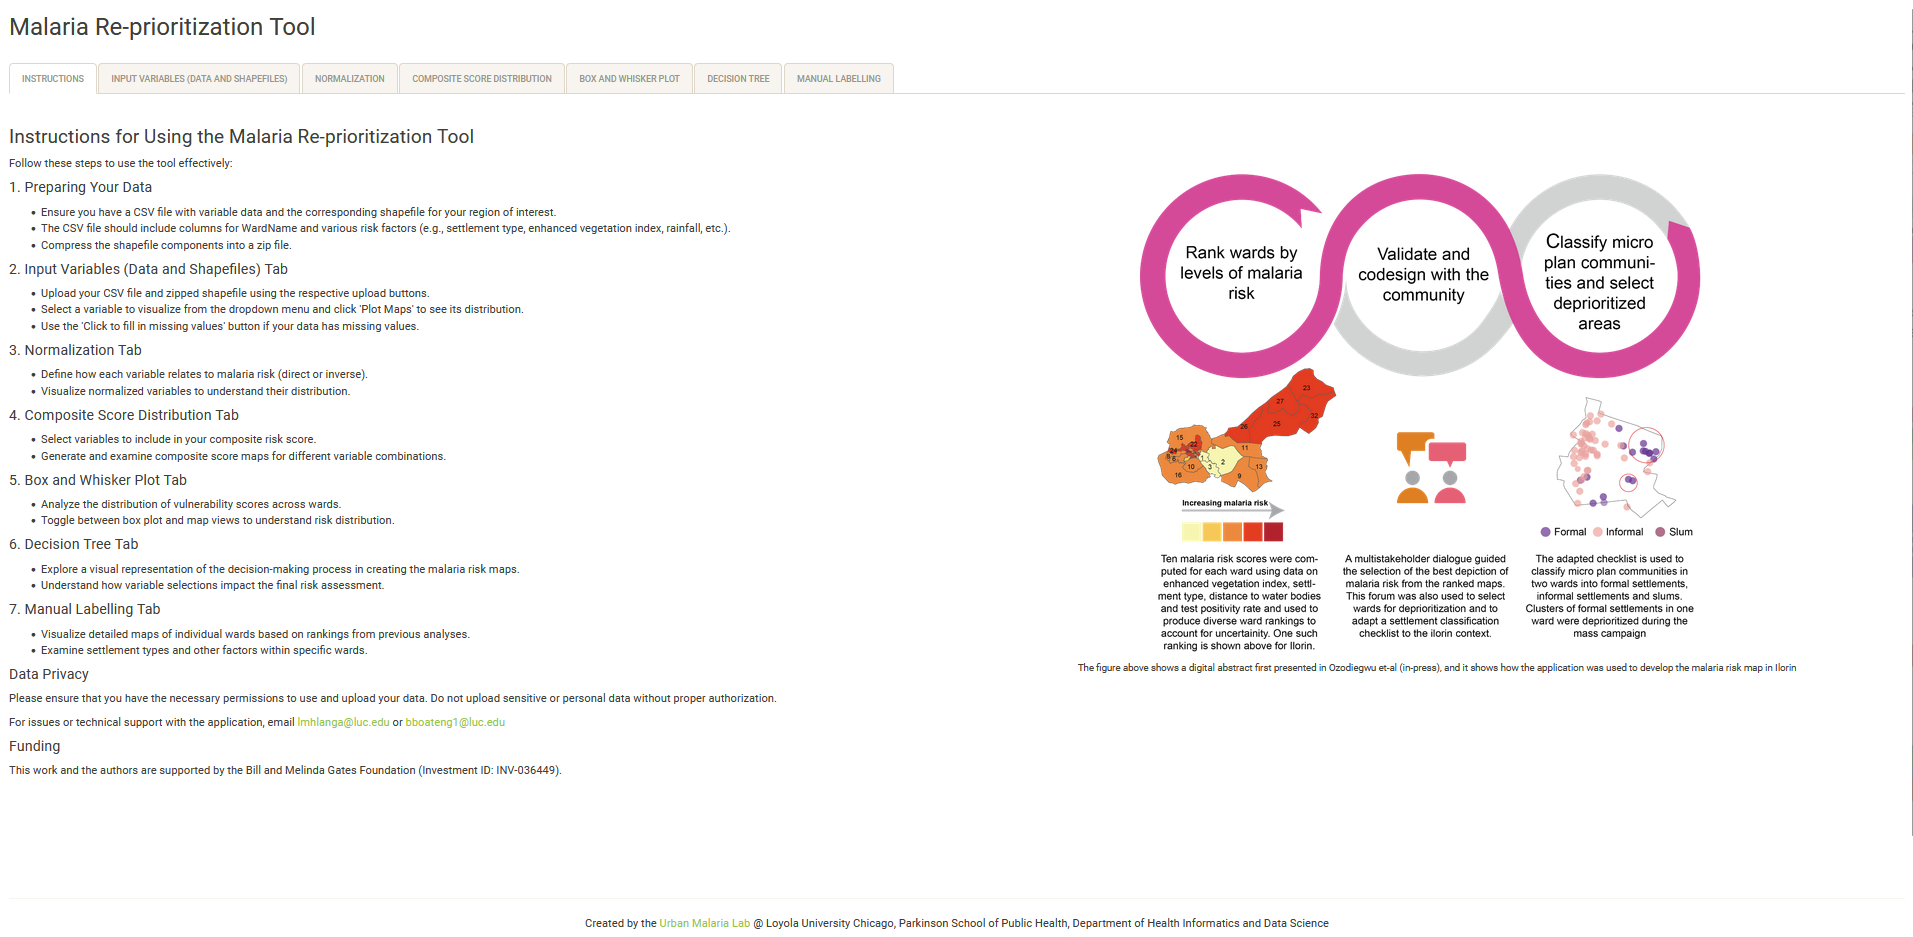 Malaria Re-prioritization Tool
INSTRUCTIONS
INPUT VARIABLES (DATA AND SHAPEFILES)
NORMALIZATION
COMPOSITE SCORE DISTRIBUTION
BOX AND WHISKER PLOT
DECISION TREE
MANUAL LABELLING
Instructions for Using the Malaria Re-prioritization Tool
Follow these steps to use the tool effectively:
1. Preparing Your Data
• Ensure you have a CSV file with variable data and the corresponding shapefile for your region of interest.
• The CSV file should include columns for WardName and various risk factors (e.g., settlement type, enhanced vegetation index, rainfall, etc.).
• Compress the shapefile components into a zip file.
2. Input Variables (Data and Shapefiles) Tab
• Upload your CSV file and zipped shapefile using the respective upload buttons.
• Select a variable to visualize from the dropdown menu and click 'Plot Maps' to see its distribution.
• Use the 'Click to fill in missing values' button if your data has missing values.
3. Normalization Tab
• Define how each variable relates to malaria risk (direct or inverse).
• Visualize normalized variables to understand their distribution.
4. Composite Score Distribution Tab
• Select variables to include in your composite risk score.
• Generate and examine composite score maps for different variable combinations.
5. Box and Whisker Plot Tab
• Analyze the distribution of vulnerability scores across wards.
• Toggle between box plot and map views to understand risk distribution.
6. Decision Tree Tab
• Explore a visual representation of the decision-making process in creating the malaria risk maps.
• Understand how variable selections impact the final risk assessment.
7. Manual Labelling Tab
• Visualize detailed maps of individual wards based on rankings from previous analyses.
• Examine settlement types and other factors within specific wards.
Data Privacy
Please ensure that you have the necessary permissions to use and upload your data. Do not upload sensitive or personal data without proper authorization.
For issues or technical support with the application, email lmhlanga@luc.edu or bboateng1@luc.edu
Funding
This work and the authors are supported by the Bill and Melinda Gates Foundation (Investment ID: INV-036449).
Rank wards by
levels of malaria
risk
Validate and
codesign with the
community
Classify micro
plan communi-
ties and select
deprioritized
areas
23
27
32
26
25
15
22
24
11
1
2
3
10
13
16
9
Increasing malaria risk
Formal
Informal
Slum
Ten malaria risk scores were com-
puted for each ward using data on
enhanced vegetation index, settl-
ment type, distance to water bodies
and test positivity rate and used to
produce diverse ward rankings to
account for uncertainity. One such
ranking is shown above for Ilorin.
A multistakeholder dialogue guided
the selection of the best depiction of
malaria risk from the ranked maps.
This forum was also used to select
wards for deprioritization and to
adapt a settlement classification
checklist to the ilorin context.
The adapted checklist is used to
classify micro plan communities in
two wards into formal settlements,
informal settlements and slums.
Clusters of formal settlements in one
ward were deprioritized during the
mass campaign
The figure above shows a digital abstract first presented in Ozodiegwu et-al (in-press), and it shows how the application was used to develop the malaria risk map in Ilorin
Created by the Urban Malaria Lab @ Loyola University Chicago, Parkinson School of Public Health, Department of Health Informatics and Data Science